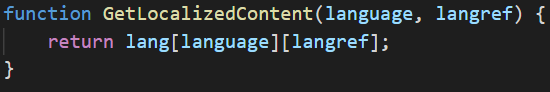 function GetLocalizedContent(language, langref) {
    return lang[language][langref];
}